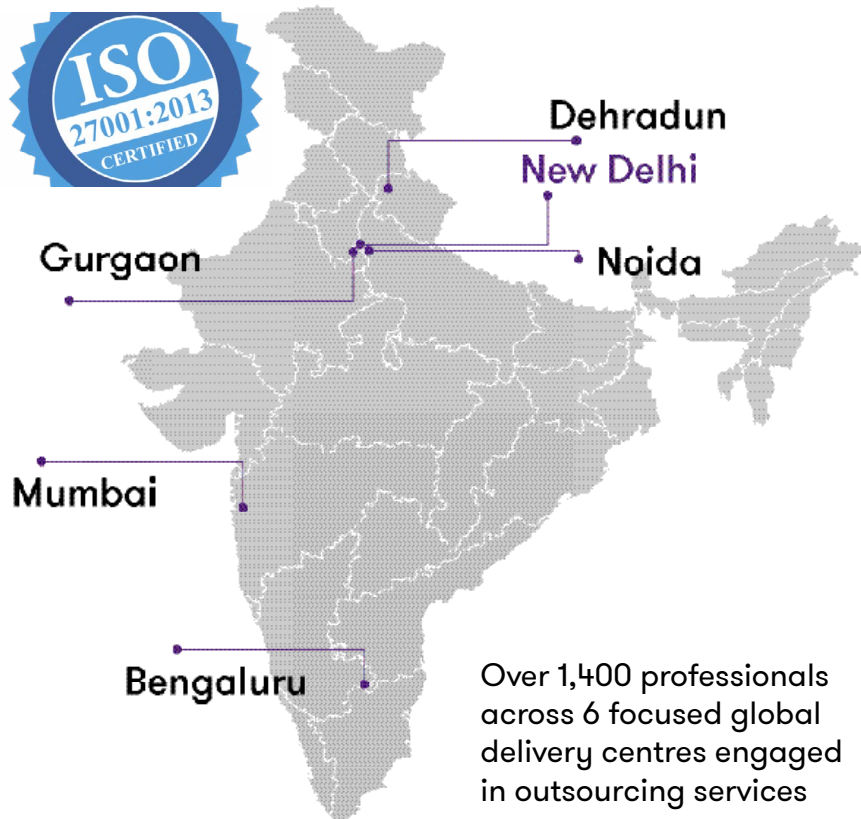 ISO
27001:2013
CERTIFIED
Dehradun
New Delhi
Gurgaon
Noida
Mumbai
Bengaluru
Over 1,400 professionals
across 6 focused global
delivery centres engaged
in outsourcing services